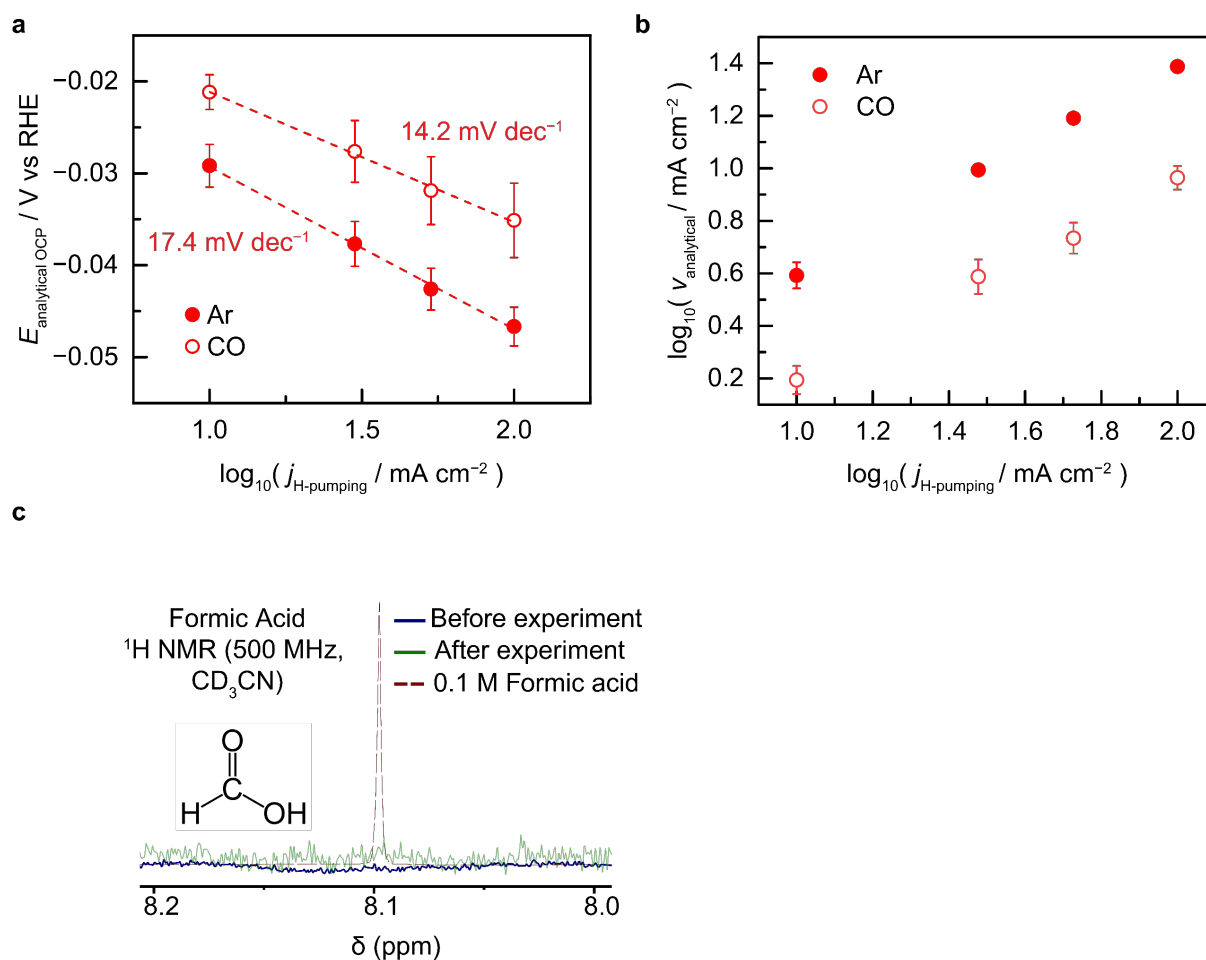 a
−0.02
−0.03
−0.04
−0.05
E_analytical OCP / V vs RHE
14.2 mV dec⁻¹
17.4 mV dec⁻¹
Ar
CO
1.0
1.5
2.0
log₁₀( j_H-pumping / mA cm⁻² )
b
1.4
1.2
1.0
0.8
0.6
0.4
0.2
log₁₀( v_analytical / mA cm⁻²)
Ar
CO
1.0
1.2
1.4
1.6
1.8
2.0
log₁₀( j_H-pumping / mA cm⁻² )
c
Formic Acid
¹H NMR (500 MHz,
CD₃CN)
Before experiment
After experiment
0.1 M Formic acid
O
C
H
OH
8.2
8.1
8.0
δ (ppm)